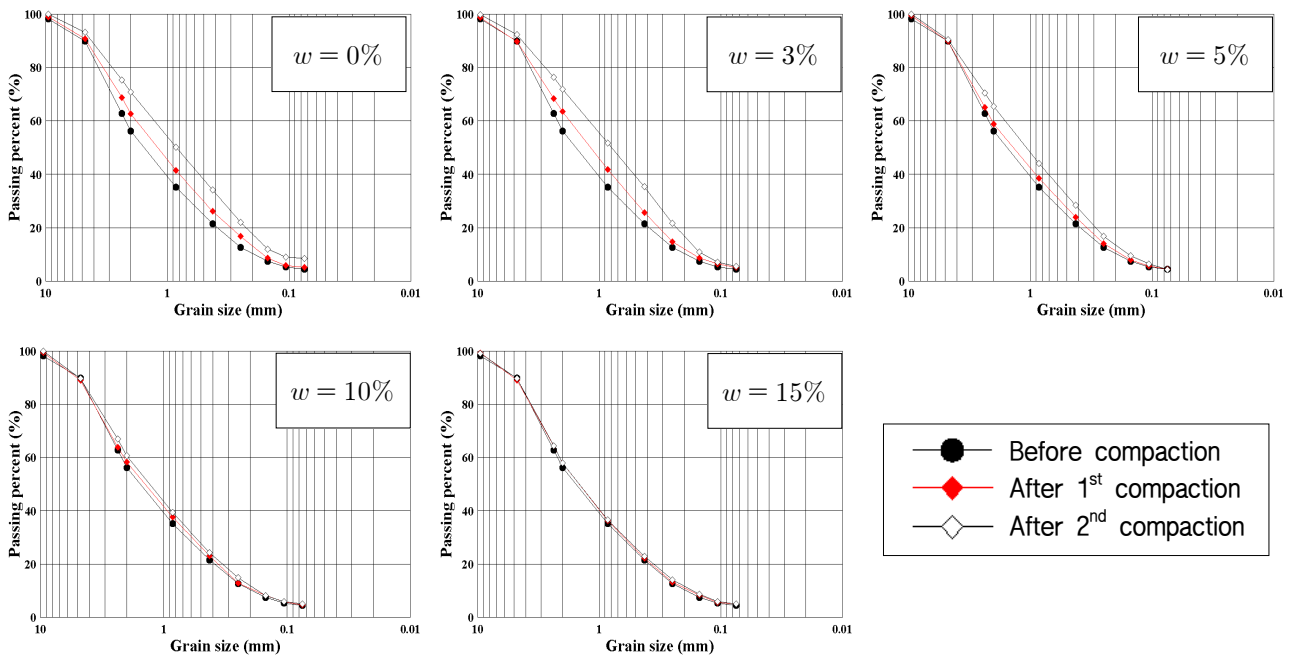 100
80
60
40
20
0
10
1
0.1
0.01
Passing percent (%)
Grain size (mm)
w = 0%
100
80
60
40
20
0
10
1
0.1
0.01
Passing percent (%)
Grain size (mm)
w = 3%
100
80
60
40
20
0
10
1
0.1
0.01
Passing percent (%)
Grain size (mm)
w = 5%
100
80
60
40
20
0
10
1
0.1
0.01
Passing percent (%)
Grain size (mm)
w = 10%
100
80
60
40
20
0
10
1
0.1
0.01
Passing percent (%)
Grain size (mm)
w = 15%
Before compaction
After 1st compaction
After 2nd compaction